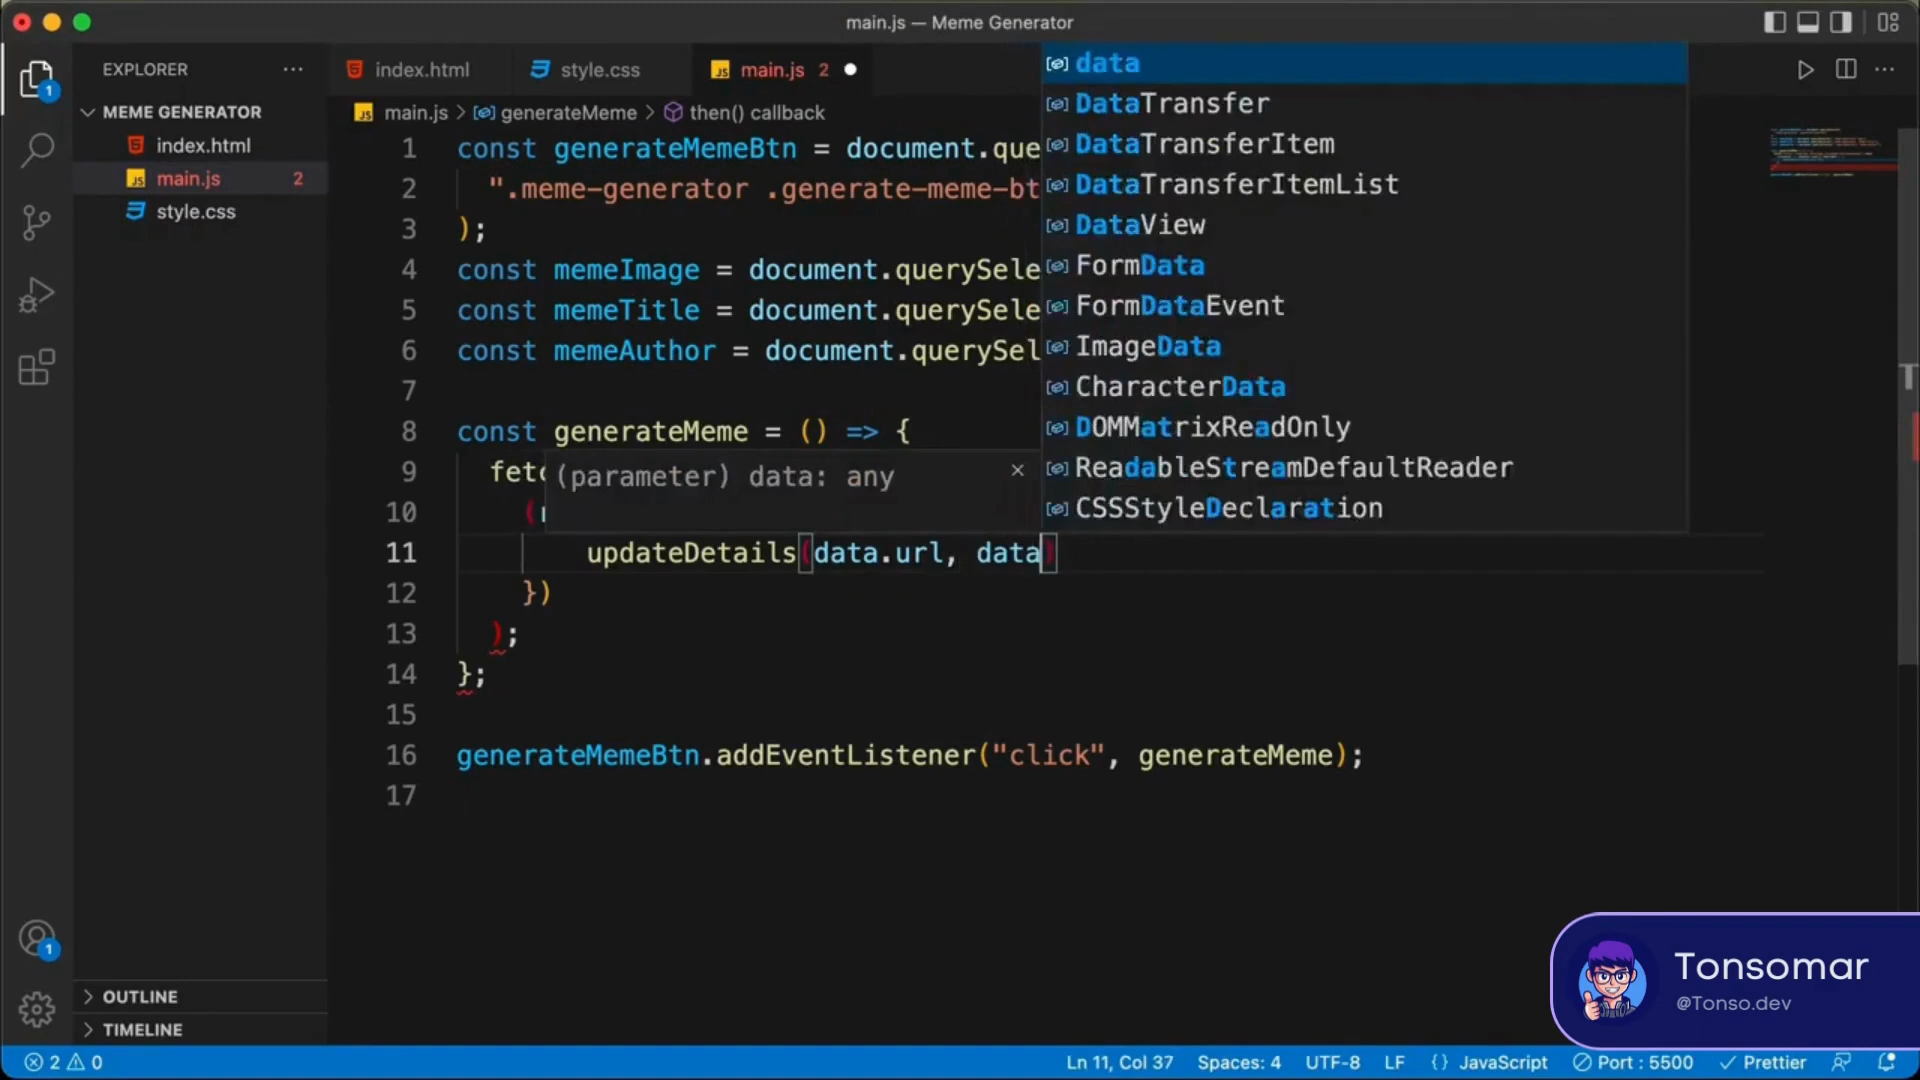 main.js — Meme Generator
EXPLORER
MEME GENERATOR
index.html
main.js 2
style.css
OUTLINE
TIMELINE
1
1
index.html style.css main.js 2
main.js > generateMeme > then() callback
1 const generateMemeBtn = document.que
2 ".meme-generator .generate-meme-bt
3 );
4 const memeImage = document.querySele
5 const memeTitle = document.querySele
6 const memeAuthor = document.querySel
7
8 const generateMeme = () => {
9 fetc
10 (
11 updateDetails(data.url, data)
12 })
13 );
14 };
15
16 generateMemeBtn.addEventListener("click", generateMeme);
17
(parameter) data: any
data
DataTransfer
DataTransferItem
DataTransferItemList
DataView
FormData
FormDataEvent
ImageData
CharacterData
DOMMatrixReadOnly
ReadableStreamDefaultReader
CSSStyleDeclaration
Tonsomar
@Tonso.dev
2 0 Ln 11, Col 37 Spaces: 4 UTF-8 LF {} JavaScript Port : 5500 Prettier